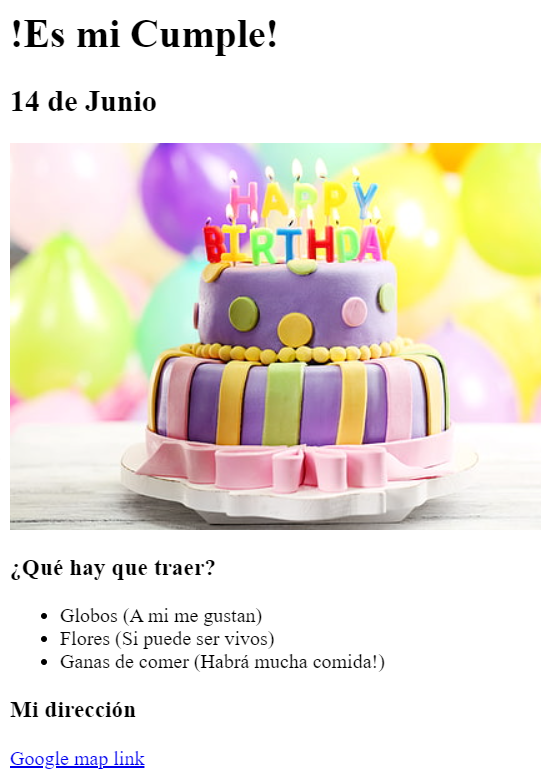 !Es mi Cumple!
14 de Junio
HAPPY
BIRTHDAY
¿Qué hay que traer?
Globos (A mi me gustan)
Flores (Si puede ser vivos)
Ganas de comer (Habrá mucha comida!)
Mi dirección
Google map link